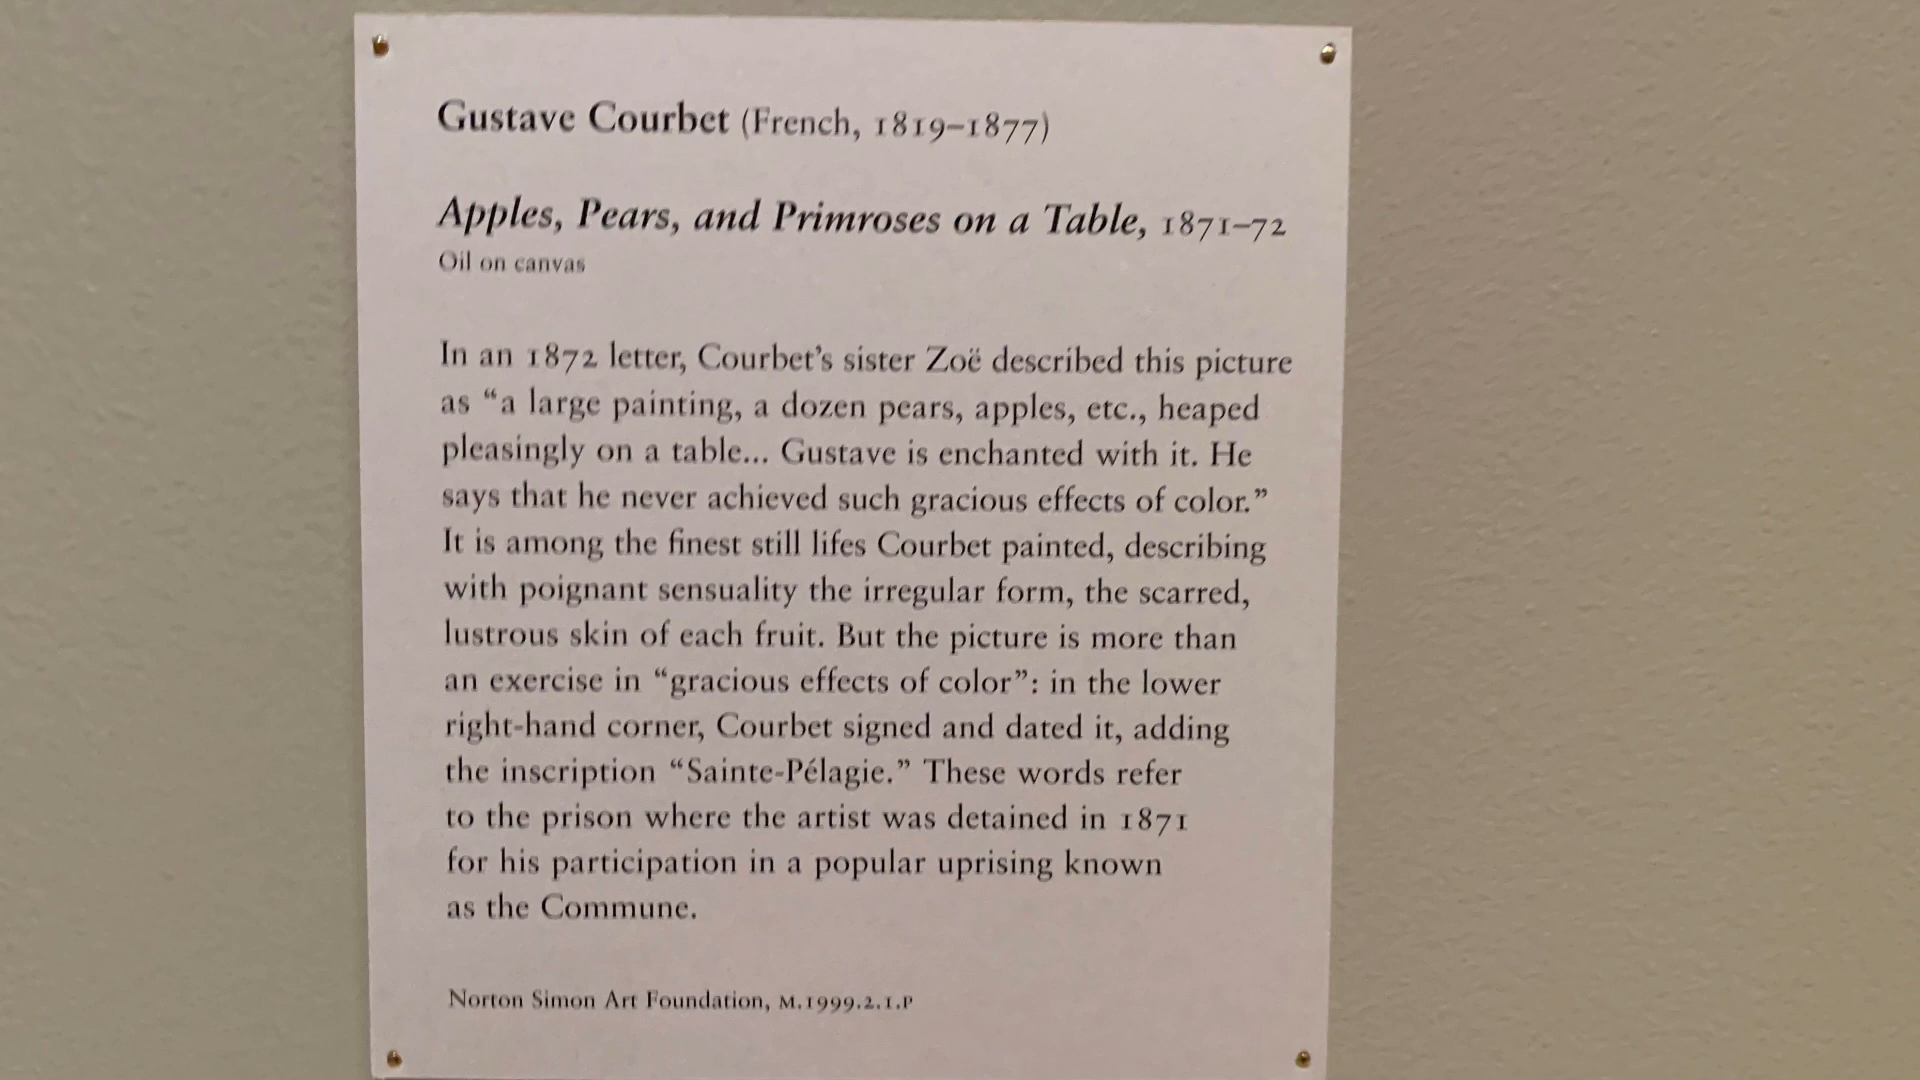 Gustave Courbet (French, 1819–1877)
Apples, Pears, and Primroses on a Table, 1871–72
Oil on canvas
In an 1872 letter, Courbet’s sister Zoë described this picture
as “a large painting, a dozen pears, apples, etc., heaped
pleasingly on a table... Gustave is enchanted with it. He
says that he never achieved such gracious effects of color.”
It is among the finest still lifes Courbet painted, describing
with poignant sensuality the irregular form, the scarred,
lustrous skin of each fruit. But the picture is more than
an exercise in “gracious effects of color”: in the lower
right-hand corner, Courbet signed and dated it, adding
the inscription “Sainte-Pélagie.” These words refer
to the prison where the artist was detained in 1871
for his participation in a popular uprising known
as the Commune.
Norton Simon Art Foundation, M.1999.2.1.P